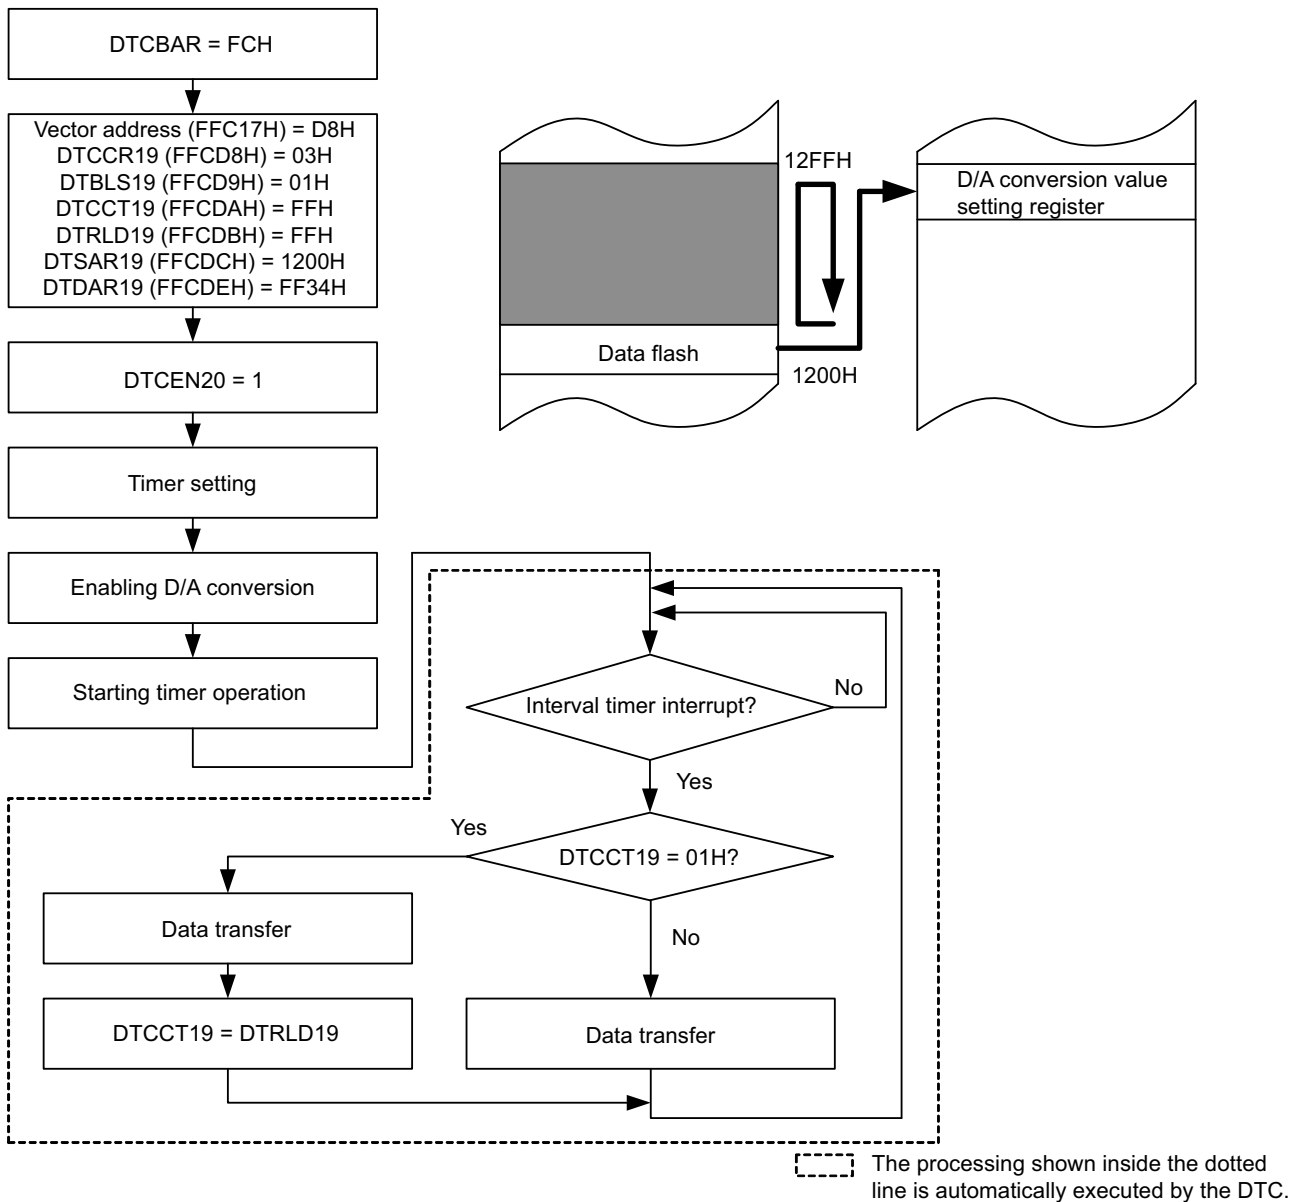 DTCBAR = FCH
Vector address (FFC17H) = D8H
DTCCR19 (FFCD8H) = 03H
DTBLS19 (FFCD9H) = 01H
DTCCT19 (FFCDAH) = FFH
DTRLD19 (FFCDBH) = FFH
DTSAR19 (FFCDCH) = 1200H
DTDAR19 (FFCDEH) = FF34H
DTCEN20 = 1
Timer setting
Enabling D/A conversion
Starting timer operation
12FFH
D/A conversion value
setting register
Data flash
1200H
Interval timer interrupt?
No
Yes
DTCCT19 = 01H?
Yes
No
Data transfer
DTCCT19 = DTRLD19
Data transfer
The processing shown inside the dotted
line is automatically executed by the DTC.